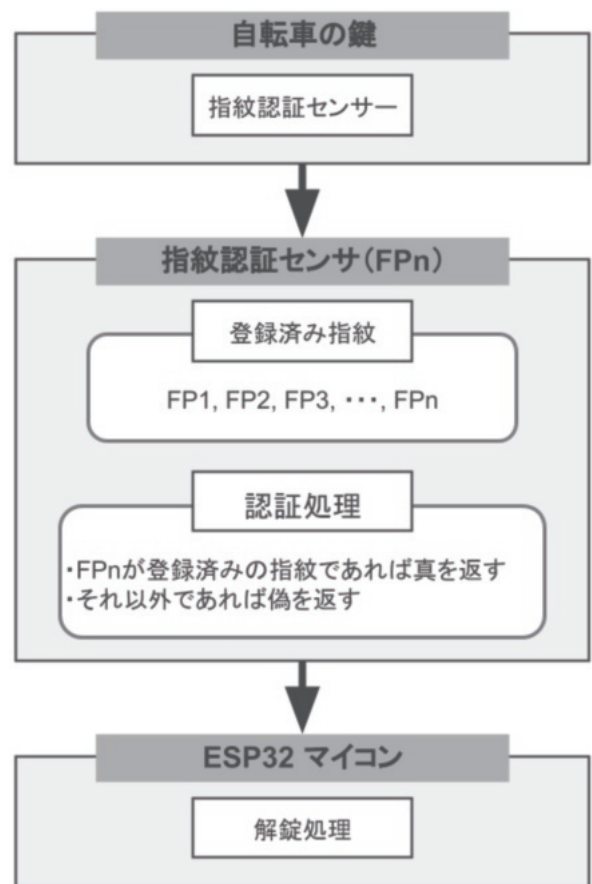 自転車の鍵
指紋認証センサー
指紋認証センサ(FPn)
登録済み指紋
FP1, FP2, FP3, ･･･, FPn
認証処理
・FPnが登録済みの指紋であれば真を返す
・それ以外であれば偽を返す
ESP32 マイコン
解錠処理